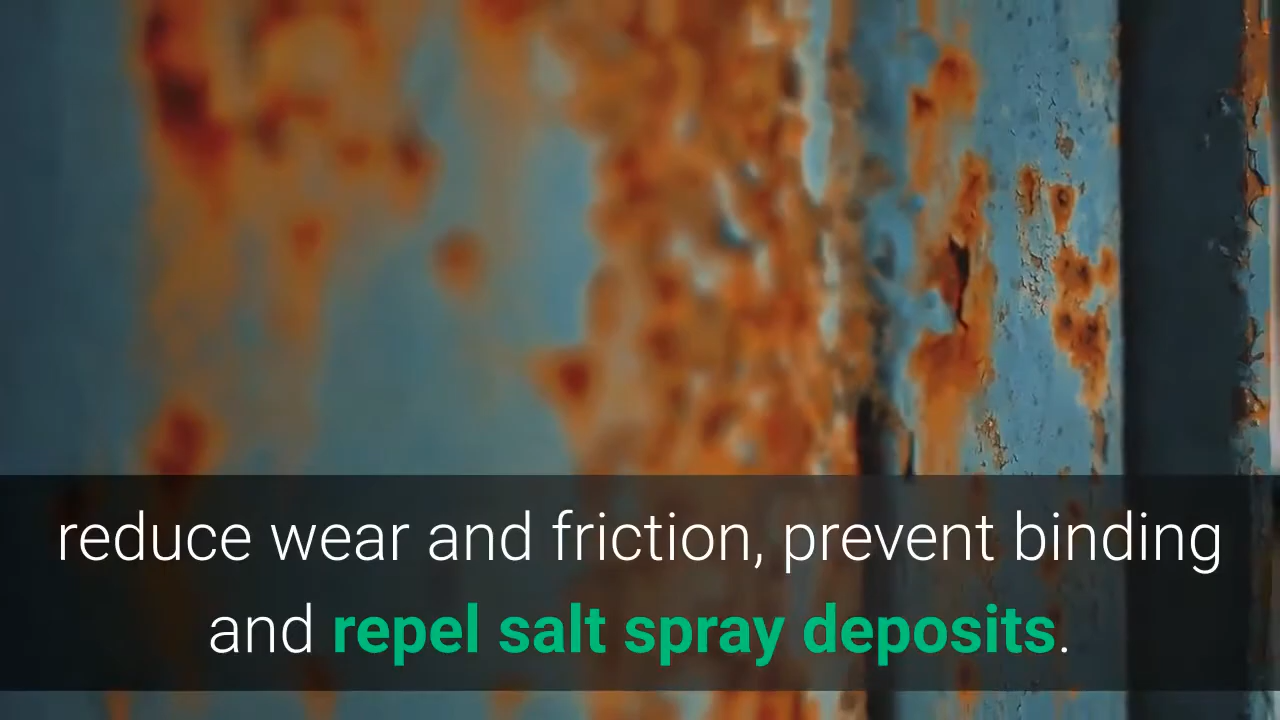 reduce wear and friction, prevent binding
and repel salt spray deposits.